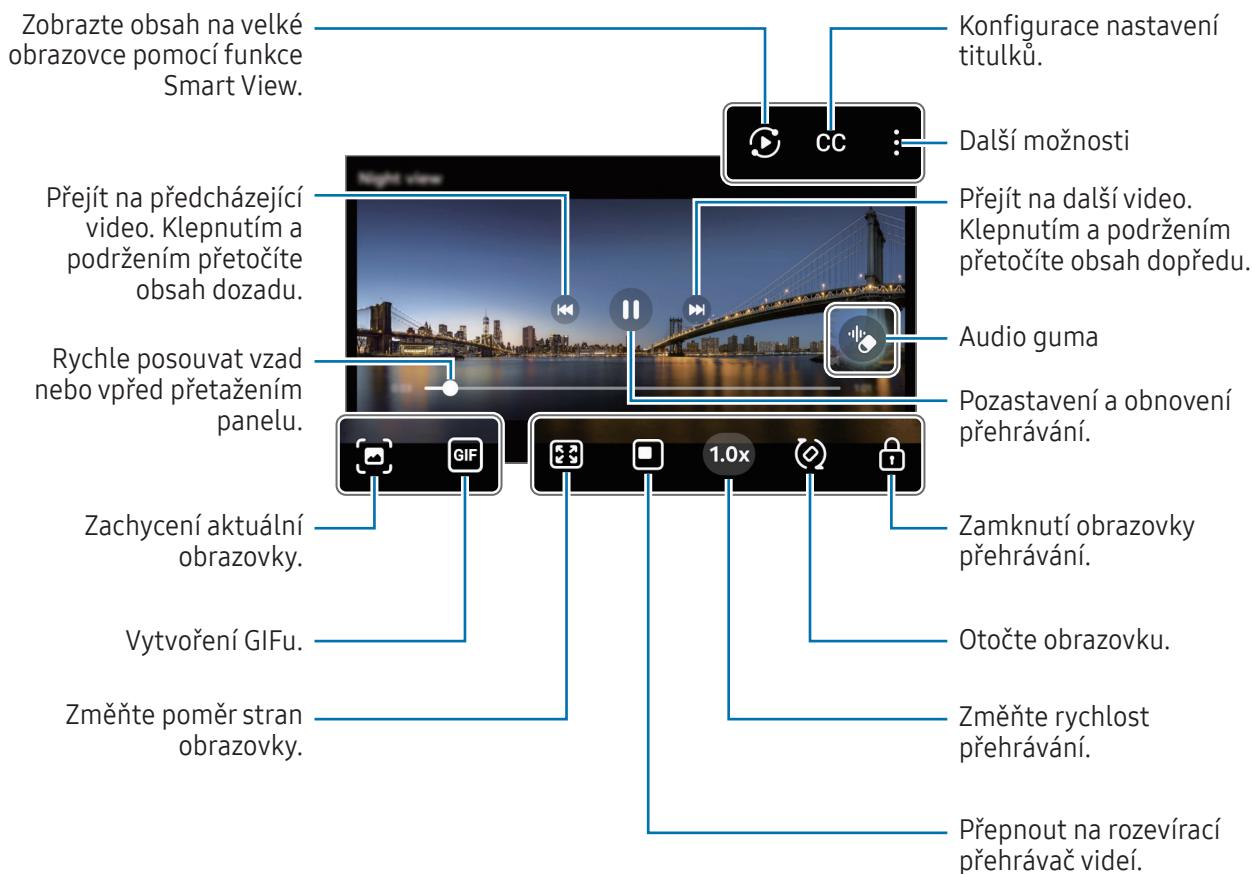 Zobrazte obsah na velké
obrazovce pomocí funkce
Smart View.
Konfigurace nastavení
titulků.
CC
Další možnosti
Night view
Přejít na předcházející
video. Klepnutím a
podržením přetočíte
obsah dozadu.
Přejít na další video.
Klepnutím a podržením
přetočíte obsah dopředu.
Audio guma
Rychle posouvat vzad
nebo vpřed přetažením
panelu.
Pozastavení a obnovení
přehrávání.
GIF
1.0x
Zachycení aktuální
obrazovky.
Zamknutí obrazovky
přehrávání.
Vytvoření GIFu.
Otočte obrazovku.
Změňte poměr stran
obrazovky.
Změňte rychlost
přehrávání.
Přepnout na rozevírací
přehrávač videí.